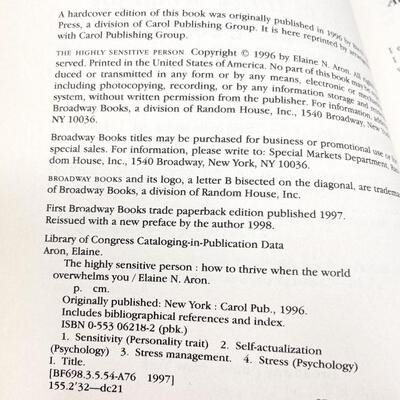 A hardcover edition of this book was originally published in 1996 by
Press, a division of Carol Publishing Group. It is here reprinted by
with Carol Publishing Group.
THE HIGHLY SENSITIVE PERSON. Copyright © 1996 by Elaine N. Aron. All
served. Printed in the United States of America. No part of this book may be
duced or transmitted in any form or by any means, electronic or
including photocopying, recording, or by any information storage and
system, without written permission from the publisher. For information,
Broadway Books, a division of Random House, Inc., 1540 Broadway, New
NY 10036.
Broadway Books titles may be purchased for business or promotional use or for
special sales. For information, please write to: Special Markets Department,
dom House, Inc., 1540 Broadway, New York, NY 10036.
BROADWAY BOOKS and its logo, a letter B bisected on the diagonal, are
of Broadway Books, a division of Random House, Inc.
First Broadway Books trade paperback edition published 1997.
Reissued with a new preface by the author 1998.
Library of Congress Cataloging-in-Publication Data
Aron, Elaine.
The highly sensitive person : how to thrive when the world
overwhelms you / Elaine N. Aron.
p. cm.
Originally published: New York : Carol Pub., 1996.
Includes bibliographical references and index.
ISBN 0-553 06218-2 (pbk.)
1. Sensitivity (Personality trait) 2. Self-actualization
(Psychology) 3. Stress management. 4. Stress (Psychology)
I. Title.
[BF698.3.5.54-A76 1997]
155.2'32—dc21